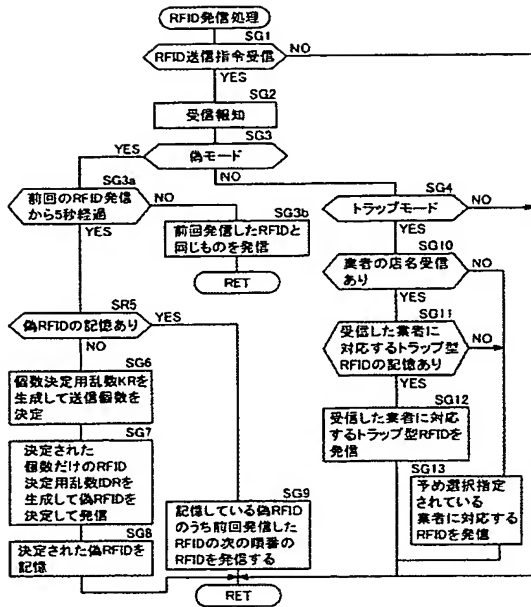 RFID発信処理
SG1
RFID送信指令受信
NO
YES
SG2
受信報知
SG3
偽モード
YES
NO
SG3a
前回のRFID発信
から5秒経過
NO
YES
SG3b
前回発信したRFIDと
同じものを発信
RET
SG4
トラップモード
NO
YES
SG10
業者の店名受信
あり
NO
YES
SG11
受信した業者に
対応するトラップ型
RFIDの記憶あり
NO
YES
SG12
受信した業者に対応
するトラップ型RFIDを
発信
SG13
予め選択指定
されている
業者に対応する
RFIDを発信
SR5
偽RFIDの記憶あり
YES
NO
SG6
個数決定用乱数KRを
生成して送信個数を
決定
SG7
決定された
個数だけのRFID
決定用乱数IDRを
生成して偽RFIDを
決定して発信
SG8
決定された偽RFIDを
記憶
SG9
記憶している偽RFID
のうち前回発信した
RFIDの次の順番の
RFIDを発信する
RET